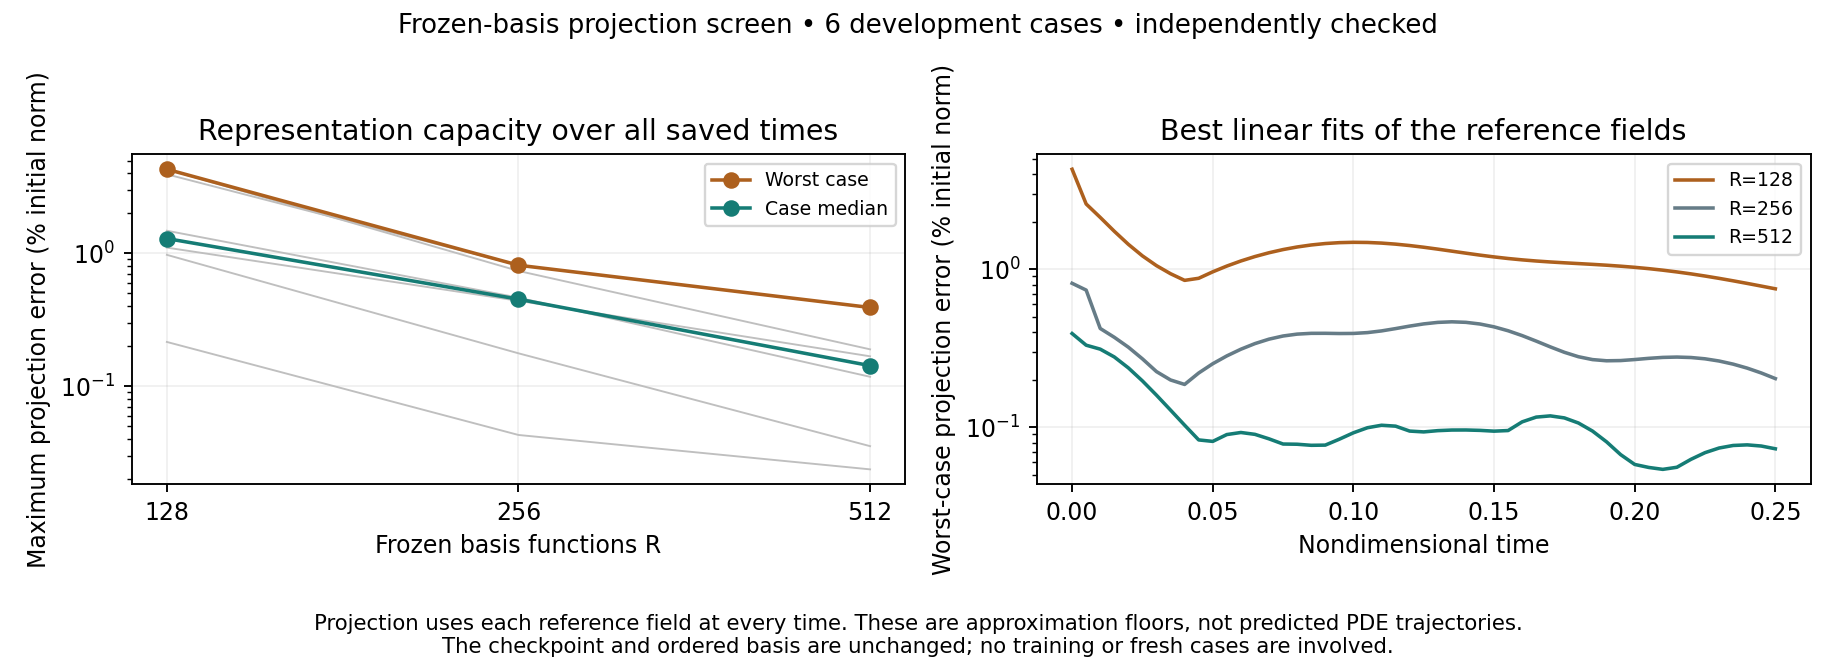 Frozen-basis projection screen • 6 development cases • independently checked
Representation capacity over all saved times
Maximum projection error (% initial norm)
10⁰
10⁻¹
Worst case
Case median
128
256
512
Frozen basis functions R
Best linear fits of the reference fields
Worst-case projection error (% initial norm)
10⁰
10⁻¹
R=128
R=256
R=512
0.00
0.05
0.10
0.15
0.20
0.25
Nondimensional time
Projection uses each reference field at every time. These are approximation floors, not predicted PDE trajectories.
The checkpoint and ordered basis are unchanged; no training or fresh cases are involved.